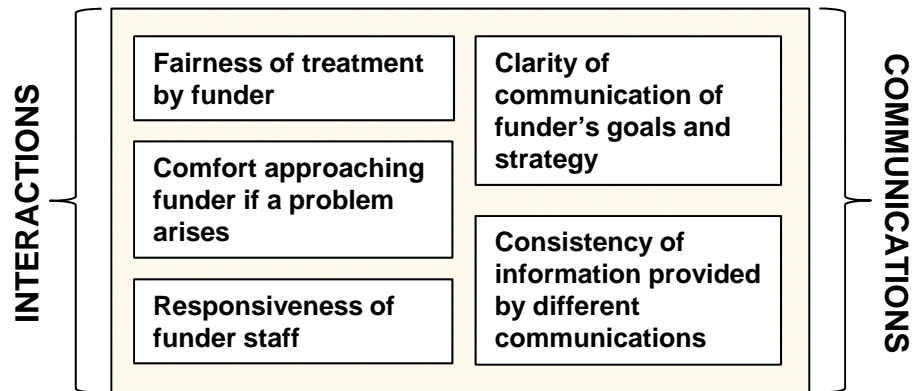 INTERACTIONS
Fairness of treatment
by funder
Comfort approaching
funder if a problem
arises
Responsiveness of
funder staff
Clarity of
communication of
funder's goals and
strategy
Consistency of
information provided
by different
communications
COMMUNICATIONS